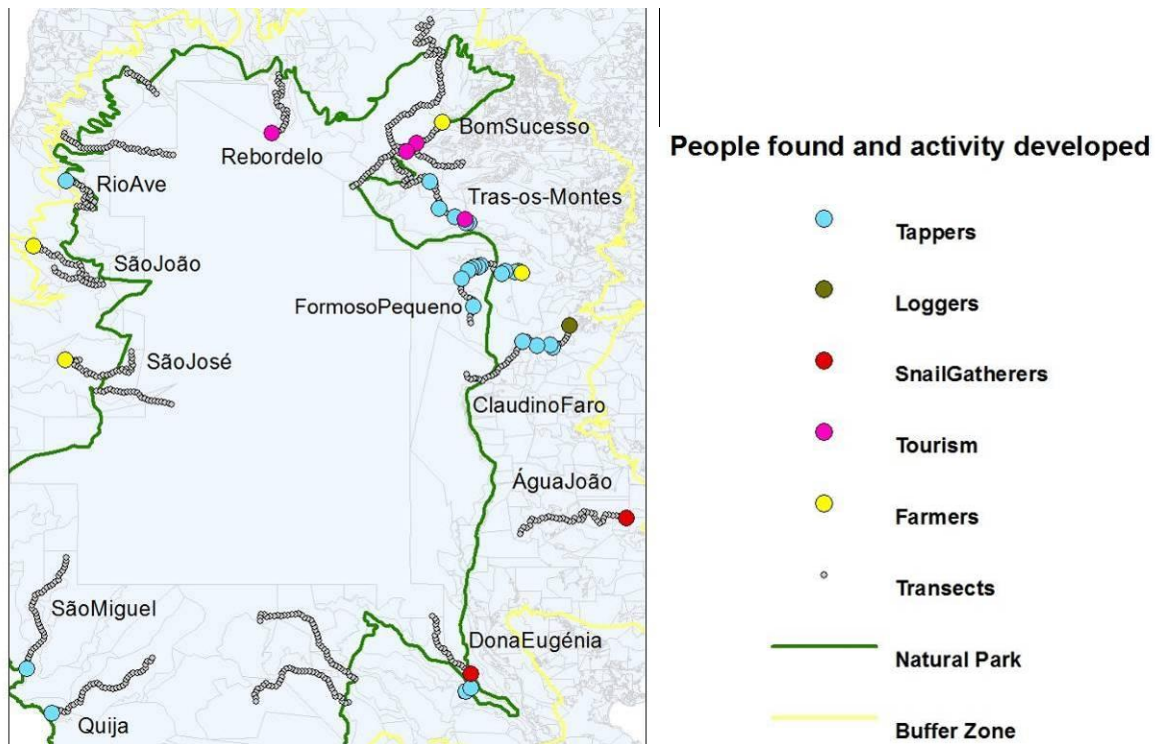 BomSucesso
Rebordelo
RioAve
Tras-os-Montes
SãoJoão
FormosoPequeno
SãoJosé
ClaudinoFaro
ÁguaJoão
SãoMiguel
DonaEugénia
Quija
People found and activity developed
Tappers
Loggers
SnailGatherers
Tourism
Farmers
Transects
Natural Park
Buffer Zone